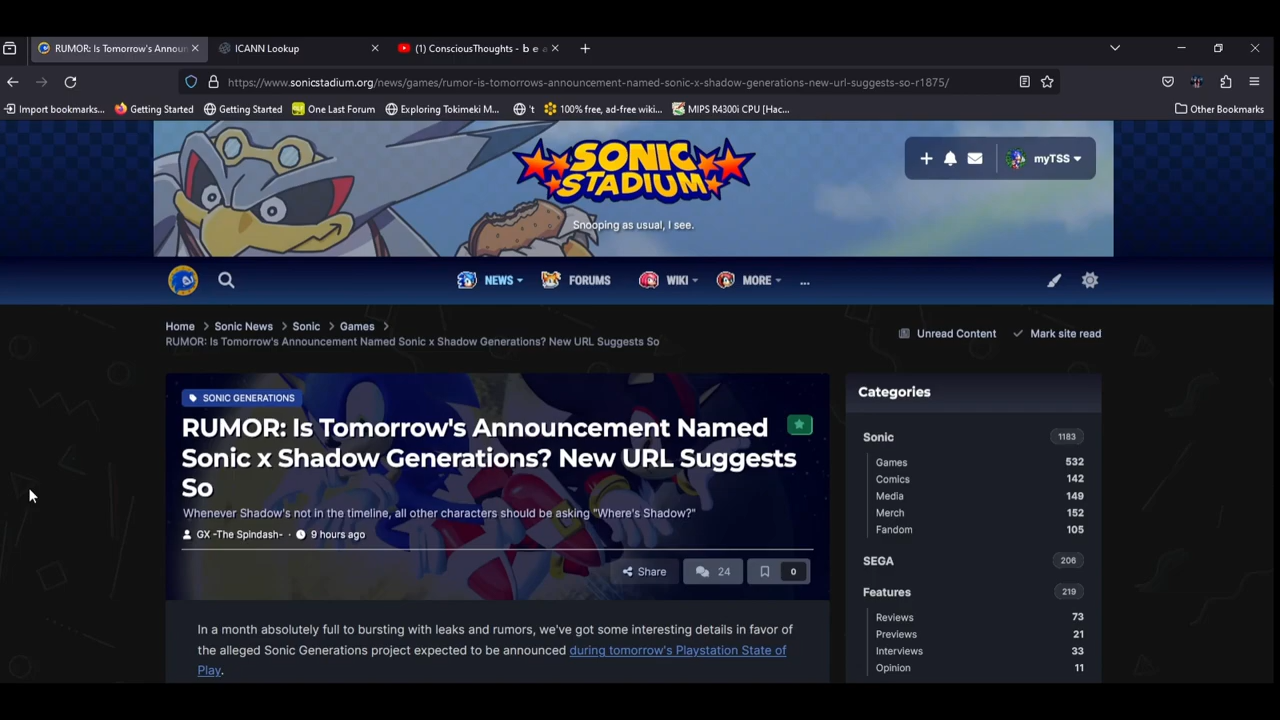 RUMOR: Is Tomorrow's Announ
ICANN Lookup
(1) ConsciousThoughts - b e a
https://www.sonicstadium.org/news/games/rumor-is-tomorrows-announcement-named-sonic-x-shadow-generations-new-url-suggests-so-r1875/
Import bookmarks...
Getting Started
Getting Started
One Last Forum
Exploring Tokimeki M...
't
100% free, ad-free wiki...
MIPS R4300i CPU [Hac...
Other Bookmarks
SONIC
STADIUM
myTSS
Snooping as usual, I see.
NEWS
FORUMS
WIKI
MORE
...
Home > Sonic News > Sonic > Games >
RUMOR: Is Tomorrow's Announcement Named Sonic x Shadow Generations? New URL Suggests So
Unread Content
Mark site read
SONIC GENERATIONS
RUMOR: Is Tomorrow's Announcement Named
Sonic x Shadow Generations? New URL Suggests
So
Whenever Shadow's not in the timeline, all other characters should be asking "Where's Shadow?"
GX -The Spindash- · 9 hours ago
Share
24
0
In a month absolutely full to bursting with leaks and rumors, we've got some interesting details in favor of
the alleged Sonic Generations project expected to be announced during tomorrow's Playstation State of
Play.
Categories
Sonic 1183
Games 532
Comics 142
Media 149
Merch 152
Fandom 105
SEGA 206
Features 219
Reviews 73
Previews 21
Interviews 33
Opinion 11